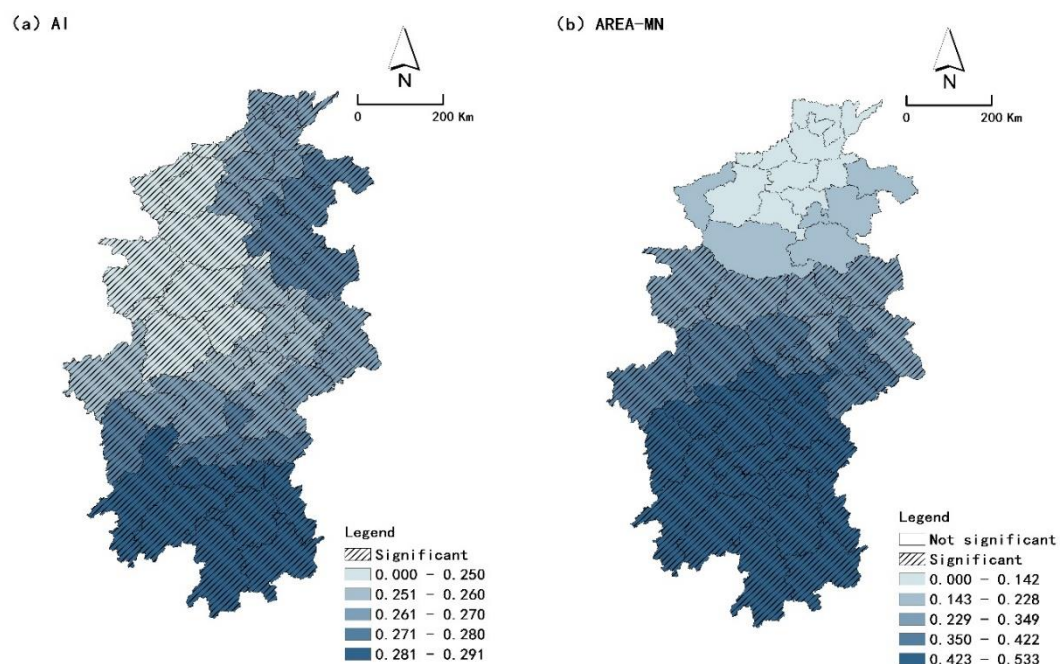 (a) AI
N
0 200 Km
Legend
Significant
0.000 - 0.250
0.251 - 0.260
0.261 - 0.270
0.271 - 0.280
0.281 - 0.291
(b) AREA-MN
N
0 200 Km
Legend
Not significant
Significant
0.000 - 0.142
0.143 - 0.228
0.229 - 0.349
0.350 - 0.422
0.423 - 0.533